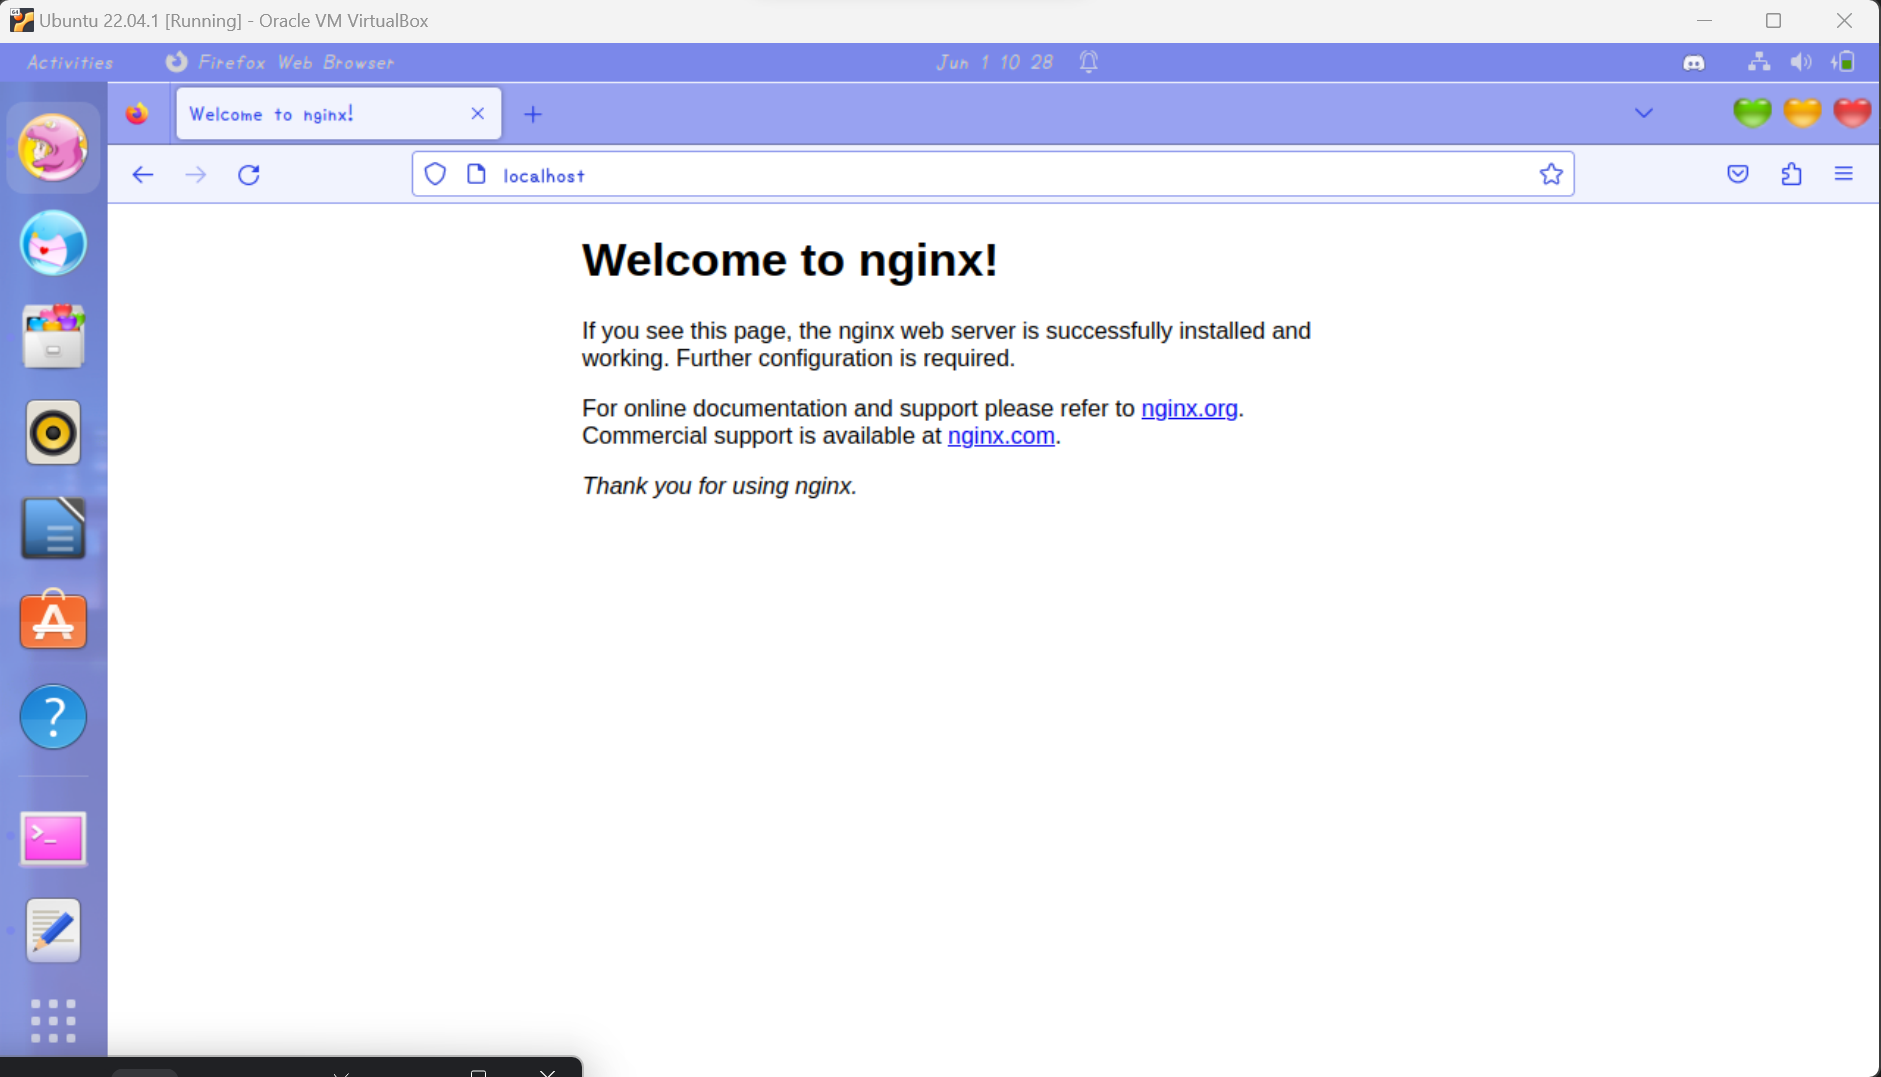 Ubuntu 22.04.1 [Running] - Oracle VM VirtualBox
Activities
Firefox Web Browser
Jun 1 10 28
Welcome to nginx!
localhost
Welcome to nginx!
If you see this page, the nginx web server is successfully installed and
working. Further configuration is required.
For online documentation and support please refer to nginx.org.
Commercial support is available at nginx.com.
Thank you for using nginx.